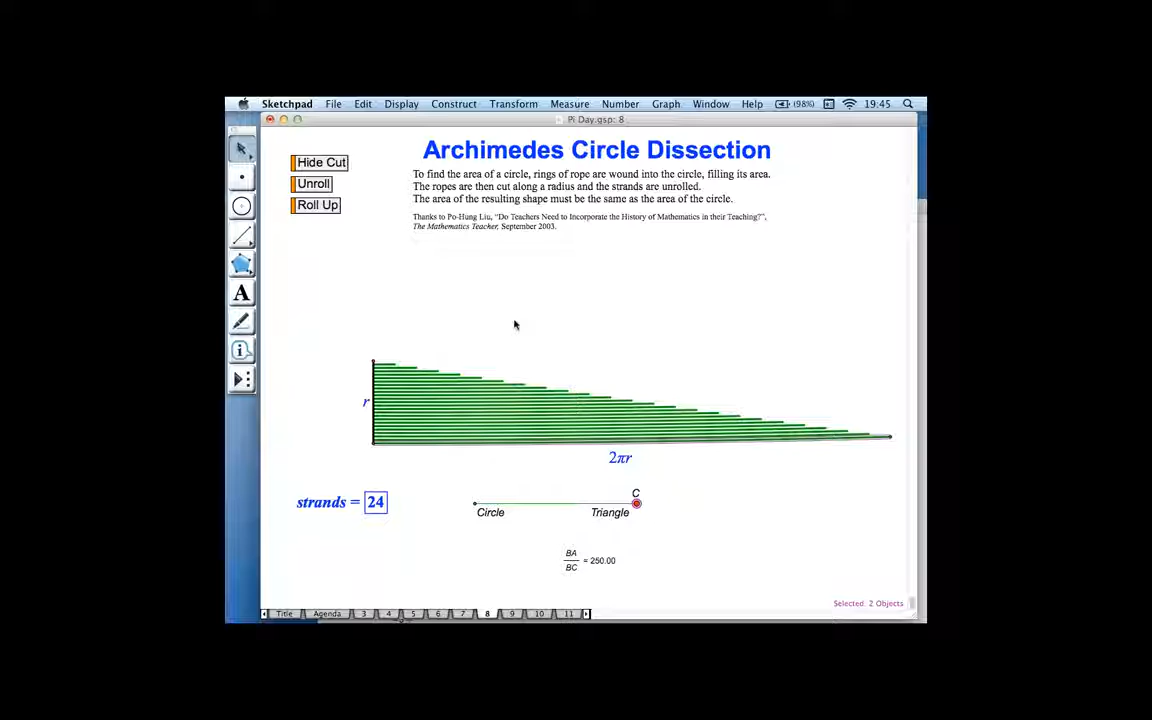 Sketchpad File Edit Display Construct Transform Measure Number Graph Window Help (98%) 19:45
Pi Day.gsp: 8
Archimedes Circle Dissection
Hide Cut
Unroll
Roll Up
To find the area of a circle, rings of rope are wound into the circle, filling its area.
The ropes are then cut along a radius and the strands are unrolled.
The area of the resulting shape must be the same as the area of the circle.
Thanks to Po-Hung Liu, “Do Teachers Need to Incorporate the History of Mathematics in their Teaching?”,
The Mathematics Teacher, September 2003.
A
r
2πr
strands = 24
C
Circle Triangle
BA
BC = 250.00
Selected: 2 Objects
Title Agenda 3 4 5 6 7 8 9 10 11